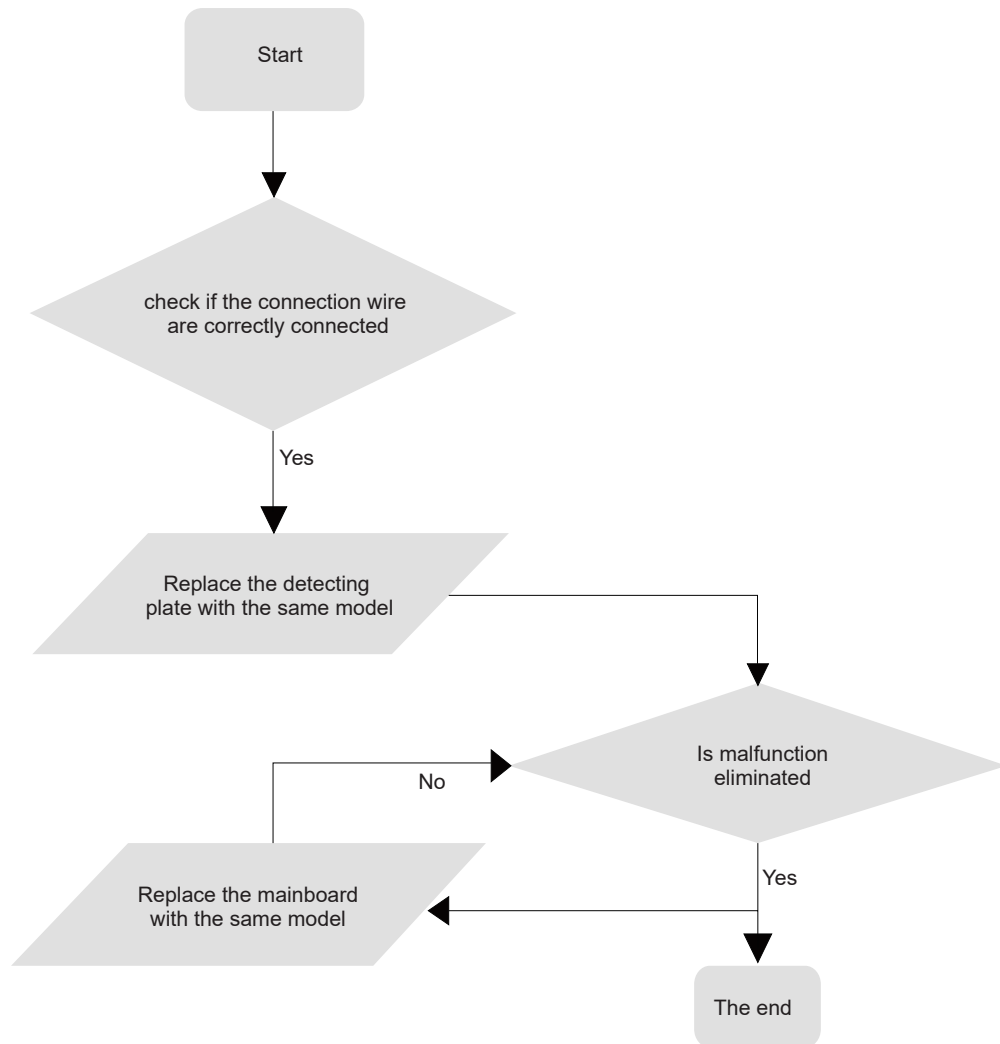 Start
check if the connection wire
are correctly connected
Yes
Replace the detecting
plate with the same model
Is malfunction
eliminated
No
Yes
Replace the mainboard
with the same model
The end